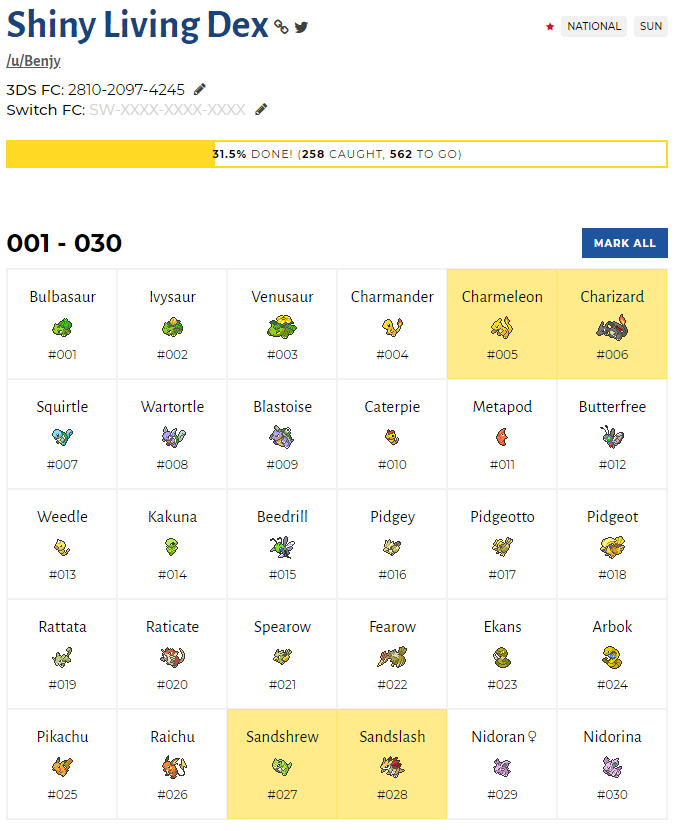 Shiny Living Dex
NATIONAL SUN
/u/Benjy
3DS FC: 2810-2097-4245
Switch FC: SW-XXXX-XXXX-XXXX
31.5% DONE! (258 CAUGHT, 562 TO GO)
001 - 030
MARK ALL
Bulbasaur Ivysaur Venusaur Charmander Charmeleon Charizard
#001 #002 #003 #004 #005 #006
Squirtle Wartortle Blastoise Caterpie Metapod Butterfree
#007 #008 #009 #010 #011 #012
Weedle Kakuna Beedrill Pidgey Pidgeotto Pidgeot
#013 #014 #015 #016 #017 #018
Rattata Raticate Spearow Fearow Ekans Arbok
#019 #020 #021 #022 #023 #024
Pikachu Raichu Sandshrew Sandslash Nidoran♀ Nidorina
#025 #026 #027 #028 #029 #030